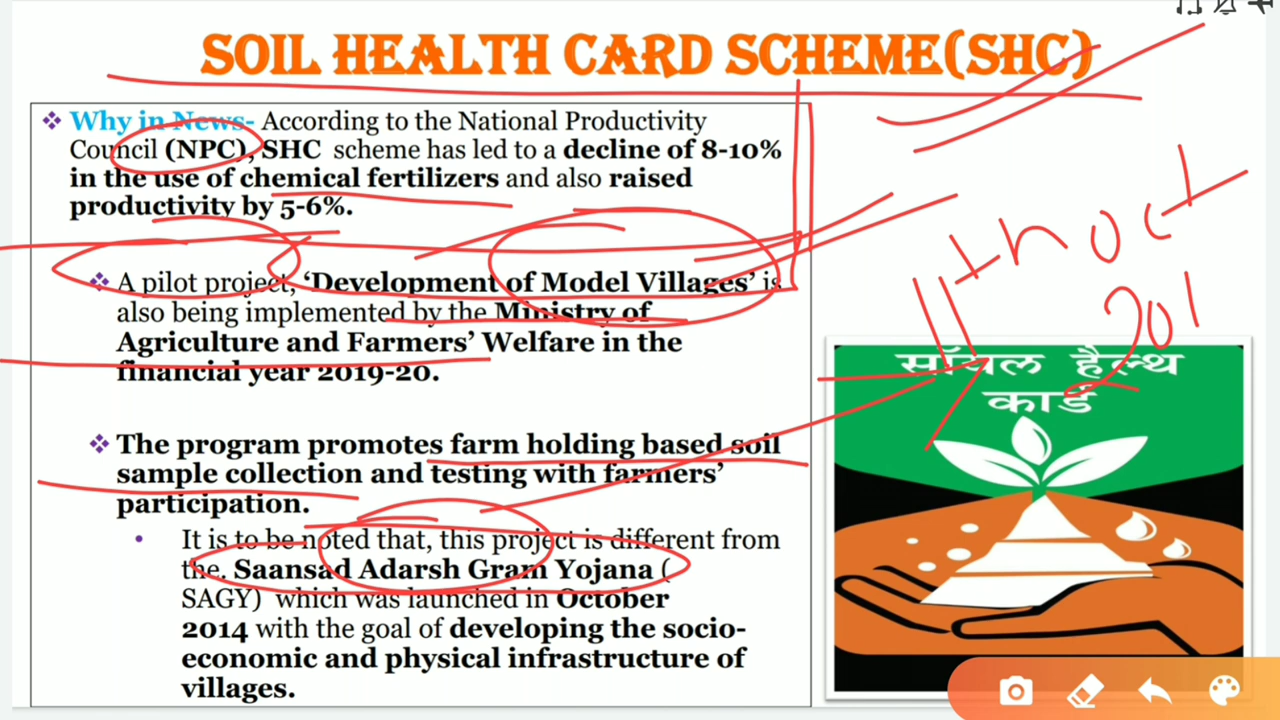 SOIL HEALTH CARD SCHEME(SHC)
❖ Why in News- According to the National Productivity
Council (NPC), SHC scheme has led to a decline of 8-10%
in the use of chemical fertilizers and also raised
productivity by 5-6%.
❖ A pilot project, ‘Development of Model Villages’ is
also being implemented by the Ministry of
Agriculture and Farmers’ Welfare in the
financial year 2019-20.
❖ The program promotes farm holding based soil
sample collection and testing with farmers’
participation.
• It is to be noted that, this project is different from
the. Saansad Adarsh Gram Yojana (
SAGY) which was launched in October
2014 with the goal of developing the socio-
economic and physical infrastructure of
villages.
11th oct
201
सॉयल हैल्थ
कार्ड